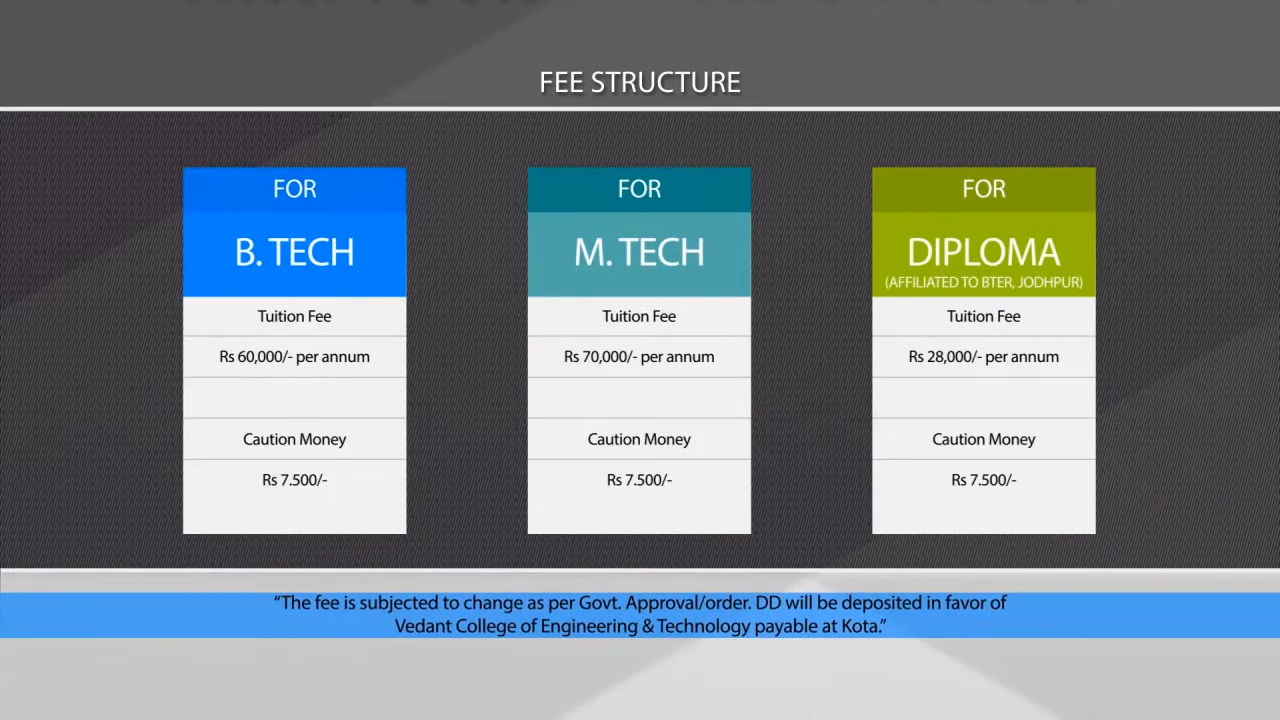 FEE STRUCTURE
FOR
B. TECH
Tuition Fee
Rs 60,000/- per annum
Caution Money
Rs 7.500/-
FOR
M. TECH
Tuition Fee
Rs 70,000/- per annum
Caution Money
Rs 7.500/-
FOR
DIPLOMA
(AFFILIATED TO BTER, JODHPUR)
Tuition Fee
Rs 28,000/- per annum
Caution Money
Rs 7.500/-
“The fee is subjected to change as per Govt. Approval/order. DD will be deposited in favor of
Vedant College of Engineering & Technology payable at Kota.”